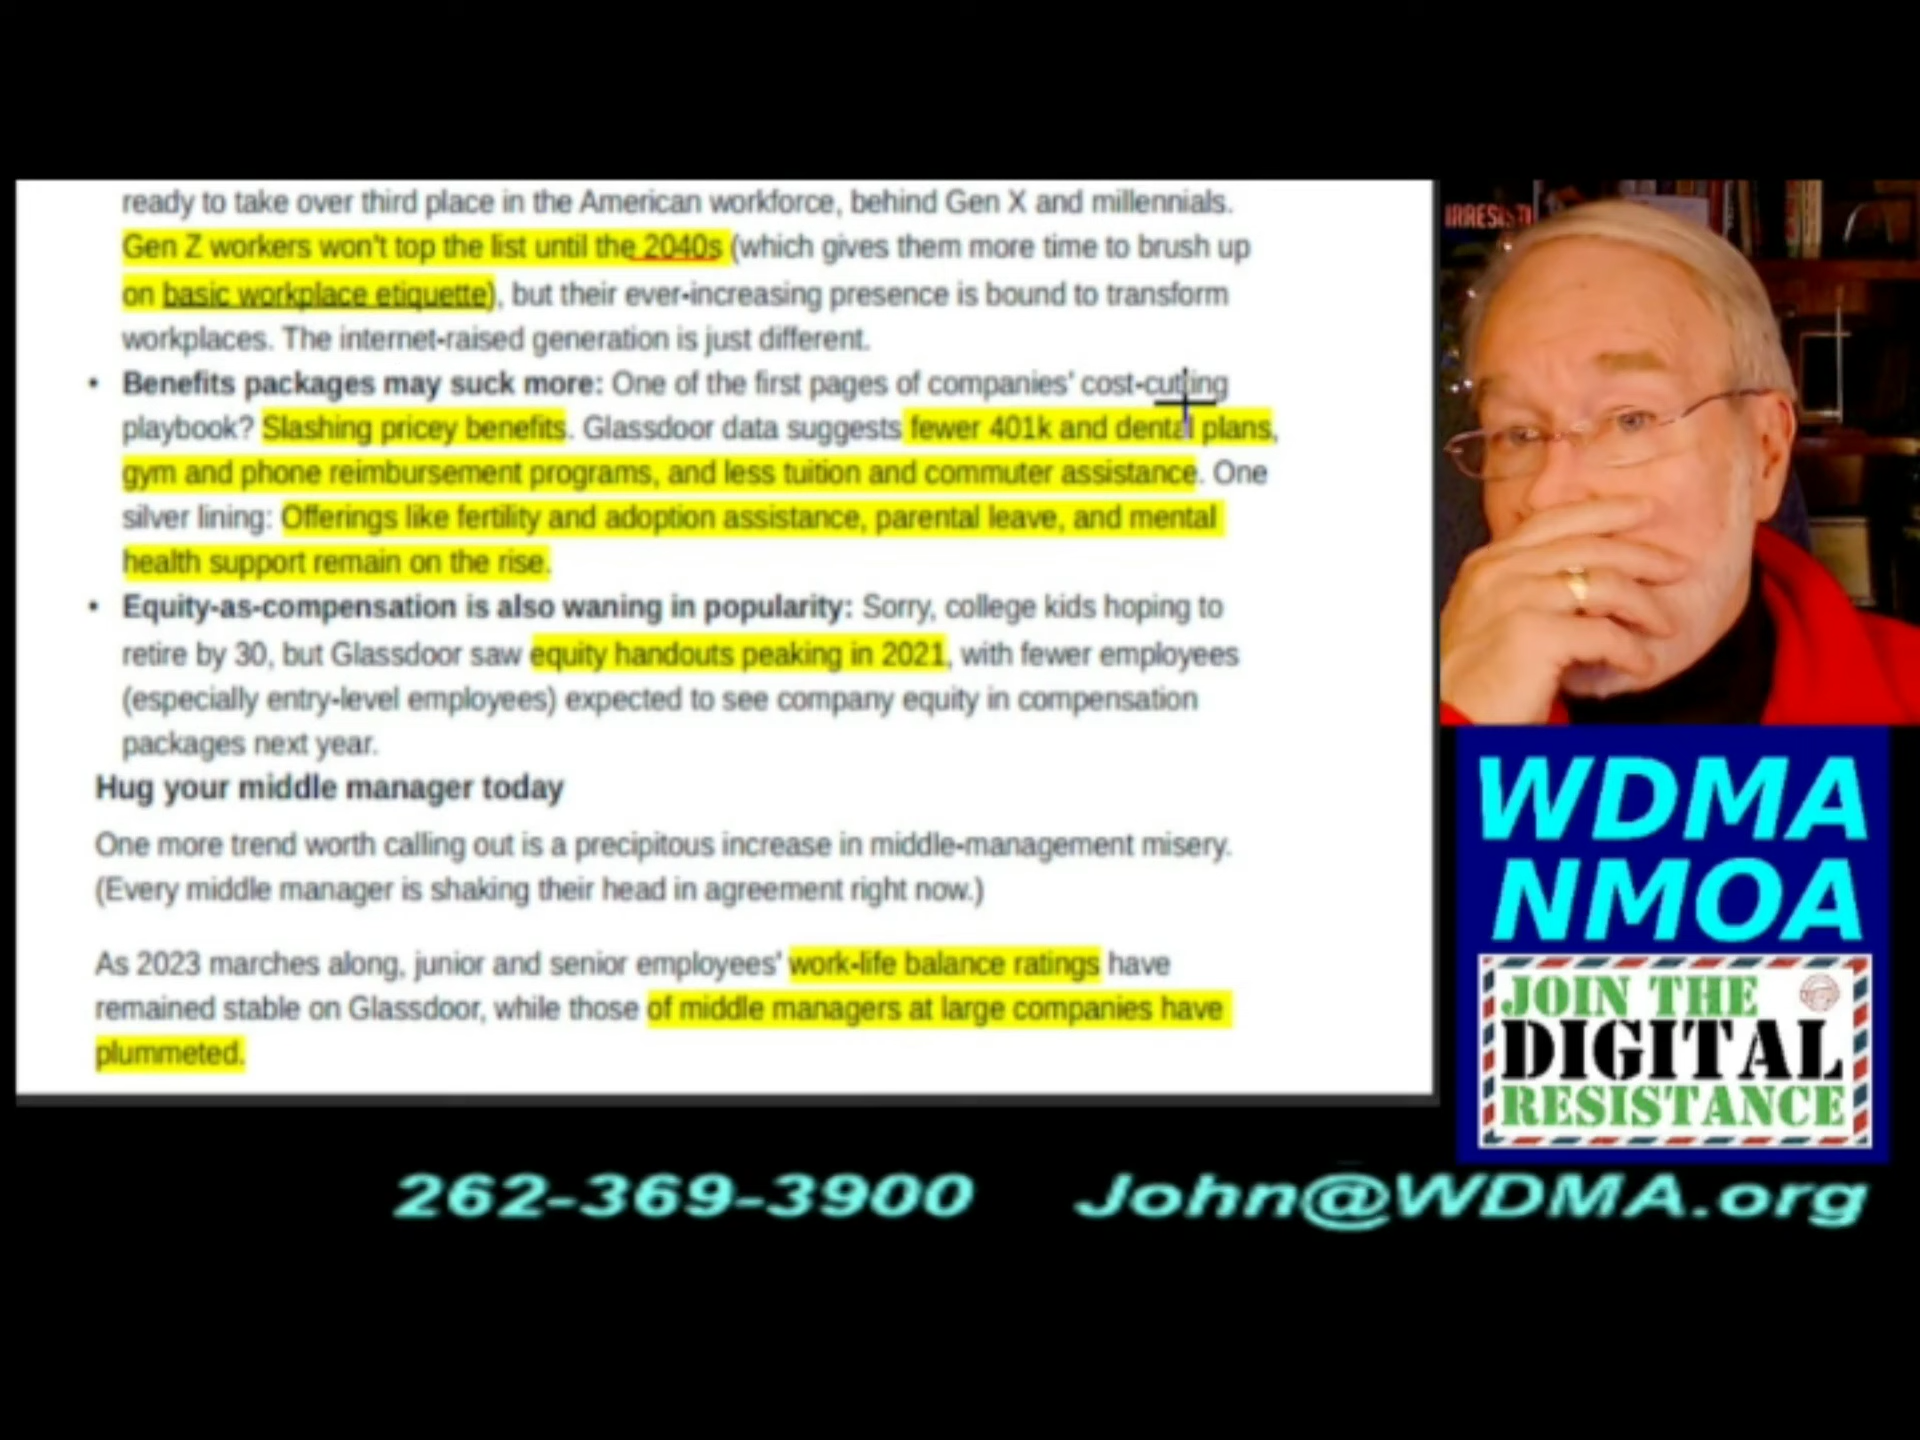 ready to take over third place in the American workforce, behind Gen X and millennials.
Gen Z workers won't top the list until the 2040s (which gives them more time to brush up
on basic workplace etiquette), but their ever-increasing presence is bound to transform
workplaces. The internet-raised generation is just different.
• Benefits packages may suck more: One of the first pages of companies' cost-cutting
playbook? Slashing pricey benefits. Glassdoor data suggests fewer 401k and dental plans,
gym and phone reimbursement programs, and less tuition and commuter assistance. One
silver lining: Offerings like fertility and adoption assistance, parental leave, and mental
health support remain on the rise.
• Equity-as-compensation is also waning in popularity: Sorry, college kids hoping to
retire by 30, but Glassdoor saw equity handouts peaking in 2021, with fewer employees
(especially entry-level employees) expected to see company equity in compensation
packages next year.
Hug your middle manager today
One more trend worth calling out is a precipitous increase in middle-management misery.
(Every middle manager is shaking their head in agreement right now.)
As 2023 marches along, junior and senior employees' work-life balance ratings have
remained stable on Glassdoor, while those of middle managers at large companies have
plummeted.
WDMA
NMOA
JOIN THE
DIGITAL
RESISTANCE
262-369-3900 John@WDMA.org